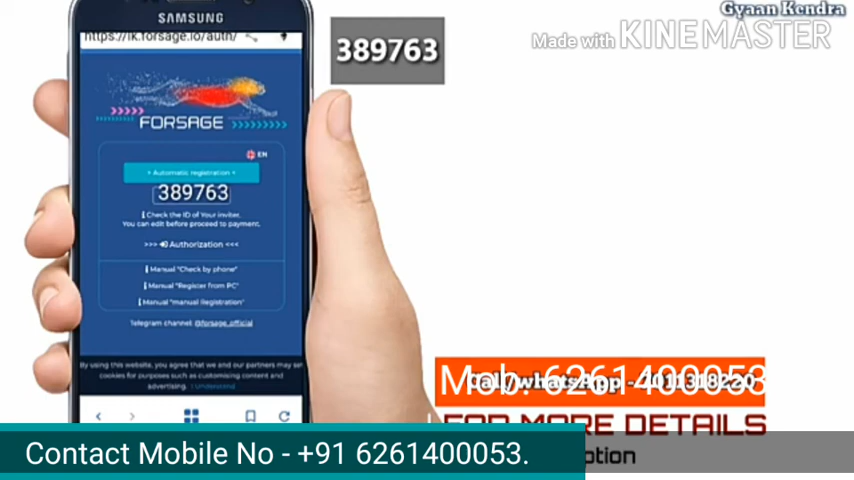 Gyaan Kendra
Made with KINEMASTER
SAMSUNG
389763
https://lk.forsage.io/auth/
FORSAGE
EN
+ Automatic registration +
389763
Check the ID of Your inviter.
You can edit before proceed to payment.
>>> Authorization <<<
Manual "Check by phone"
Manual "Register from PC"
Manual "manual Registration"
Telegram channel: @forsage_official
By using this website, you agree that we and our partners may set
cookies for purposes such as customising content and
advertising. I Understand
Mob. 6261400053
Call/whatsApp -
FOR MORE DETAILS
Contact Mobile No - +91 6261400053.